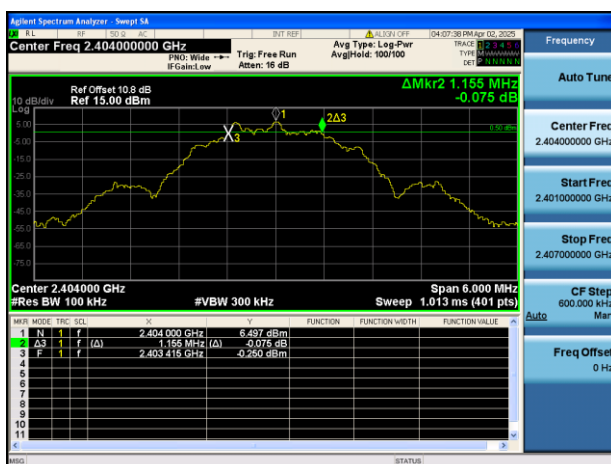 Agilent Spectrum Analyzer - Swept SA
RL RF 50 Ω AC INT REF ALIGN OFF 04:07:38 PM Apr 02, 2025
Center Freq 2.404000000 GHz
PNO: Wide
IFGain:Low
Trig: Free Run
Atten: 16 dB
Avg Type: Log-Pwr
Avg|Hold: 100/100
TRACE 1 2 3 4 5 6
TYPE M
DET P N N N N N
Frequency
Auto Tune
Center Freq
2.404000000 GHz
Start Freq
2.401000000 GHz
Stop Freq
2.407000000 GHz
CF Step
600.000 kHz
Auto Man
Freq Offset
0 Hz
Ref Offset 10.8 dB
Ref 15.00 dBm
10 dB/div
Log
ΔMkr2 1.155 MHz
-0.075 dB
5.00
-5.00
-15.0
-25.0
-35.0
-45.0
-55.0
-65.0
-75.0
1
2Δ3
3
0.50 dBm
Center 2.404000 GHz
#Res BW 100 kHz
#VBW 300 kHz
Span 6.000 MHz
Sweep 1.013 ms (401 pts)
MKR MODE TRC SCL X Y FUNCTION FUNCTION WIDTH FUNCTION VALUE
1 N 1 f 2.404 000 GHz 6.497 dBm
2 Δ3 1 f (Δ) 1.155 MHz (Δ) -0.075 dB
3 F 1 f 2.403 415 GHz -0.250 dBm
4
5
6
7
8
9
10
11
MSG STATUS